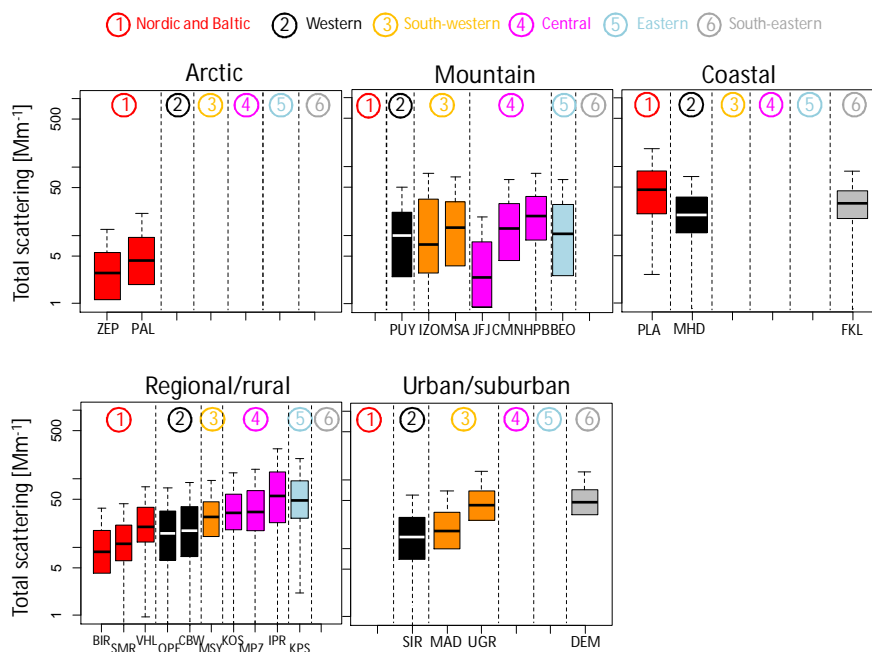 1 Nordic and Baltic 2 Western 3 South-western 4 Central 5 Eastern 6 South-eastern
Arctic Mountain Coastal
Total scattering [Mm-1]
1 2 3 4 5 6
1 2 3 4 5 6
1 2 3 4 5 6
500
50
5
1
ZEP PAL
PUY IZO MSA JFJ CMN HPB BEO
PLA MHD FKL
Regional/rural Urban/suburban
Total scattering [Mm-1]
1 2 3 4 5 6
1 2 3 4 5 6
500
50
5
1
BIR SMR VHL OPE CBW MSY KOS MPZ IPR KPS
SIR MAD UGR DEM